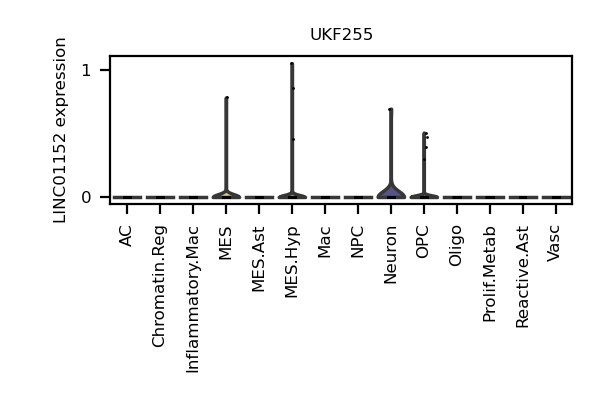 UKF255
LINC01152 expression
1
0
AC
Chromatin.Reg
Inflammatory.Mac
MES
MES.Ast
MES.Hyp
Mac
NPC
Neuron
OPC
Oligo
Prolif.Metab
Reactive.Ast
Vasc